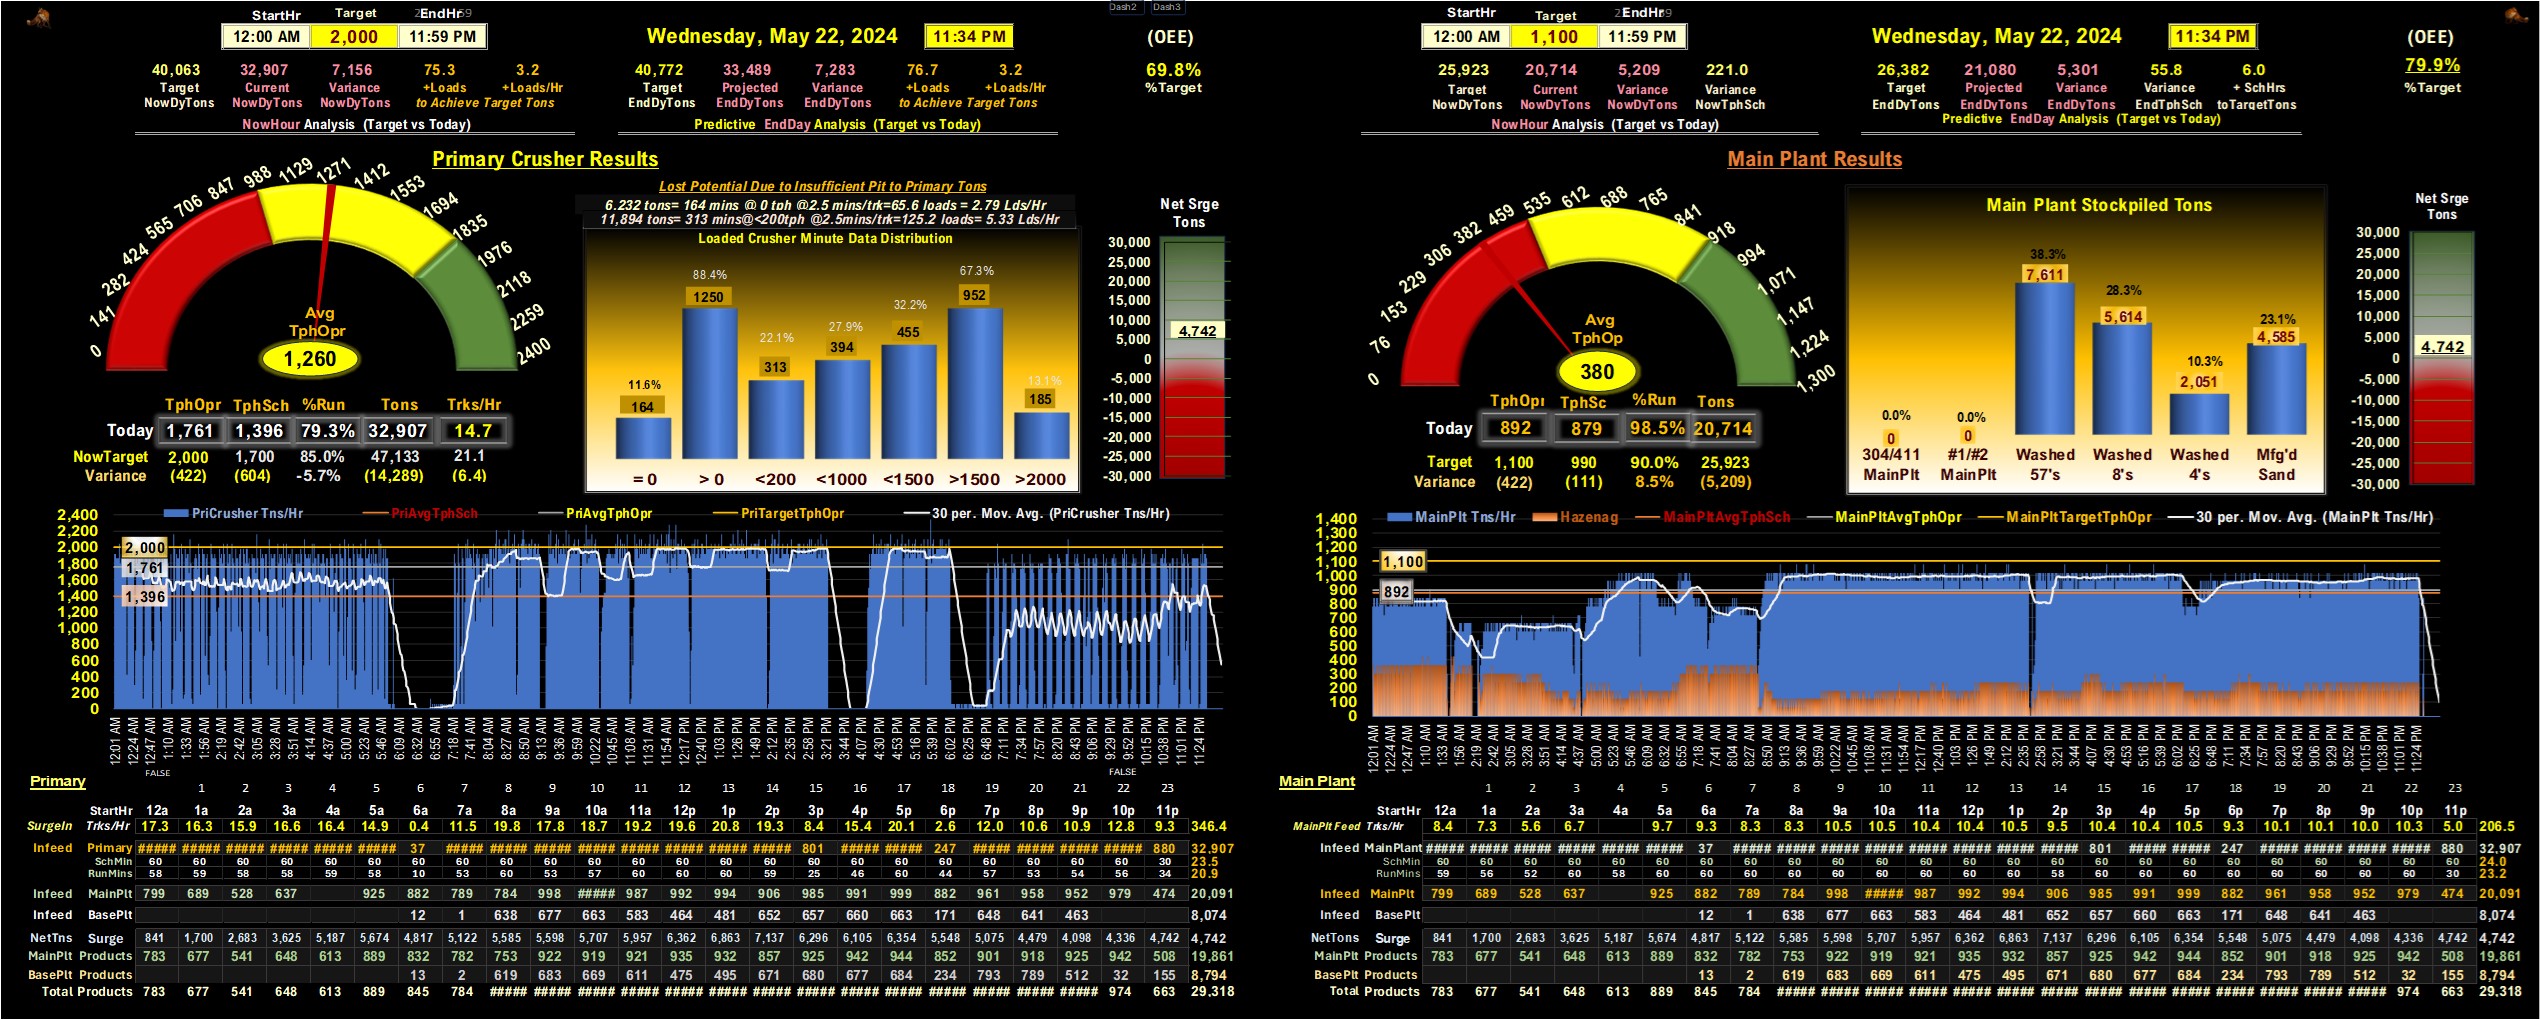 Dash2 Dash3
StartHr Target EndHr
12:00 AM 2,000 11:59 PM
Wednesday, May 22, 2024 11:34 PM (OEE)
40,063 32,907 7,156 75.3 3.2
Target Current Variance +Loads +Loads/Hr
NowDyTons NowDyTons NowDyTons to Achieve Target Tons
NowHour Analysis (Target vs Today)
40,772 33,489 7,283 76.7 3.2
Target Projected Variance +Loads +Loads/Hr
EndDyTons EndDyTons EndDyTons to Achieve Target Tons
Predictive EndDay Analysis (Target vs Today)
69.8%
%Target
Primary Crusher Results
0 141 282 424 565 706 847 988 1129 1271 1412 1553 1694 1835 1976 2118 2259 2400
Avg
TphOpr
1,260
TphOpr TphSch %Run Tons Trks/Hr
Today 1,761 1,396 79.3% 32,907 14.7
NowTarget 2,000 1,700 85.0% 47,133 21.1
Variance (422) (604) -5.7% (14,289) (6.4)
Lost Potential Due to Insufficient Pit to Primary Tons
6.232 tons= 164 mins @ 0 tph @2.5 mins/trk=65.6 loads = 2.79 Lds/Hr
11,894 tons= 313 mins@<200tph @2.5mins/trk=125.2 loads= 5.33 Lds/Hr
Loaded Crusher Minute Data Distribution
11.6% 88.4% 22.1% 27.9% 32.2% 67.3% 13.1%
164 1250 313 394 455 952 185
= 0 > 0 <200 <1000 <1500 >1500 >2000
Net Srge
Tons
30,000
25,000
20,000
15,000
10,000
5,000
0
-5,000
-10,000
-15,000
-20,000
-25,000
-30,000
4,742
PriCrusher Tns/Hr PriAvgTphSch PriAvgTphOpr PriTargetTphOpr 30 per. Mov. Avg. (PriCrusher Tns/Hr)
2,400
2,200
2,000
1,800
1,600
1,400
1,200
1,000
800
600
400
200
0
2,000
1,761
1,396
12:01 AM 12:24 AM 12:47 AM 1:10 AM 1:33 AM 1:56 AM 2:19 AM 2:42 AM 3:05 AM 3:28 AM 3:51 AM 4:14 AM 4:37 AM 5:00 AM 5:23 AM 5:46 AM 6:09 AM 6:32 AM 6:55 AM 7:18 AM 7:41 AM 8:04 AM 8:27 AM 8:50 AM 9:13 AM 9:36 AM 9:59 AM 10:22 AM 10:45 AM 11:08 AM 11:31 AM 11:54 AM 12:17 PM 12:40 PM 1:03 PM 1:26 PM 1:49 PM 2:12 PM 2:35 PM 2:58 PM 3:21 PM 3:44 PM 4:07 PM 4:30 PM 4:53 PM 5:16 PM 5:39 PM 6:02 PM 6:25 PM 6:48 PM 7:11 PM 7:34 PM 7:57 PM 8:20 PM 8:43 PM 9:06 PM 9:29 PM 9:52 PM 10:15 PM 10:38 PM 11:01 PM 11:24 PM
FALSE FALSE
Primary
1 2 3 4 5 6 7 8 9 10 11 12 13 14 15 16 17 18 19 20 21 22 23
StartHr 12a 1a 2a 3a 4a 5a 6a 7a 8a 9a 10a 11a 12p 1p 2p 3p 4p 5p 6p 7p 8p 9p 10p 11p
SurgeIn Trks/Hr 17.3 16.3 15.9 16.6 16.4 14.9 0.4 11.5 19.8 17.8 18.7 19.2 19.6 20.8 19.3 8.4 15.4 20.1 2.6 12.0 10.6 10.9 12.8 9.3 346.4
Infeed Primary ##### ##### ##### ##### ##### ##### 37 ##### ##### ##### ##### ##### ##### ##### ##### 801 ##### ##### 247 ##### ##### ##### ##### 880 32,907
SchMin 60 60 60 60 60 60 60 60 60 60 60 60 60 60 60 60 60 60 60 60 60 60 60 30 23.5
RunMins 58 59 58 58 59 58 10 53 60 53 57 60 60 60 59 25 46 60 44 57 53 54 56 34 20.9
Infeed MainPlt 799 689 528 637 925 882 789 784 998 ##### 987 992 994 906 985 991 999 882 961 958 952 979 474 20,091
Infeed BasePlt 12 1 638 677 663 583 464 481 652 657 660 663 171 648 641 463 8,074
NetTns Surge 841 1,700 2,683 3,625 5,187 5,674 4,817 5,122 5,585 5,598 5,707 5,957 6,362 6,863 7,137 6,296 6,105 6,354 5,548 5,075 4,479 4,098 4,336 4,742 4,742
MainPlt Products 783 677 541 648 613 889 832 782 753 922 919 921 935 932 857 925 942 944 852 901 918 925 942 508 19,861
BasePlt Products 13 2 619 683 669 611 475 495 671 680 677 684 234 793 789 512 32 155 8,794
Total Products 783 677 541 648 613 889 845 784 ##### ##### ##### ##### ##### ##### ##### ##### ##### ##### ##### ##### ##### ##### 974 663 29,318
StartHr Target EndHr
12:00 AM 1,100 11:59 PM
Wednesday, May 22, 2024 11:34 PM (OEE)
25,923 20,714 5,209 221.0
Target Current Variance Variance
NowDyTons NowDyTons NowDyTons NowTphSch
NowHour Analysis (Target vs Today)
26,382 21,080 5,301 55.8 6.0
Target Projected Variance Variance + SchHrs
EndDyTons EndDyTons EndDyTons EndTphSch toTargetTons
Predictive EndDay Analysis (Target vs Today)
79.9%
%Target
Main Plant Results
0 76 153 229 306 382 459 535 612 688 765 841 918 994 1,071 1,147 1,224 1,300
Avg
TphOp
380
TphOpr TphSc %Run Tons
Today 892 879 98.5% 20,714
Target 1,100 990 90.0% 25,923
Variance (422) (111) 8.5% (5,209)
Main Plant Stockpiled Tons
0.0% 0.0% 38.3% 28.3% 10.3% 23.1%
0 0 7,611 5,614 2,051 4,585
304/411 #1/#2 Washed Washed Washed Mfg'd
MainPlt MainPlt 57's 8's 4's Sand
Net Srge
Tons
30,000
25,000
20,000
15,000
10,000
5,000
0
-5,000
-10,000
-15,000
-20,000
-25,000
-30,000
4,742
MainPlt Tns/Hr Hazenag MainPltAvgTphSch MainPltAvgTphOpr MainPltTargetTphOpr 30 per. Mov. Avg. (MainPlt Tns/Hr)
1,400
1,300
1,200
1,100
1,000
900
800
700
600
500
400
300
200
100
0
1,100
892
12:01 AM 12:24 AM 12:47 AM 1:10 AM 1:33 AM 1:56 AM 2:19 AM 2:42 AM 3:05 AM 3:28 AM 3:51 AM 4:14 AM 4:37 AM 5:00 AM 5:23 AM 5:46 AM 6:09 AM 6:32 AM 6:55 AM 7:18 AM 7:41 AM 8:04 AM 8:27 AM 8:50 AM 9:13 AM 9:36 AM 9:59 AM 10:22 AM 10:45 AM 11:08 AM 11:31 AM 11:54 AM 12:17 PM 12:40 PM 1:03 PM 1:26 PM 1:49 PM 2:12 PM 2:35 PM 2:58 PM 3:21 PM 3:44 PM 4:07 PM 4:30 PM 4:53 PM 5:16 PM 5:39 PM 6:02 PM 6:25 PM 6:48 PM 7:11 PM 7:34 PM 7:57 PM 8:20 PM 8:43 PM 9:06 PM 9:29 PM 9:52 PM 10:15 PM 10:38 PM 11:01 PM 11:24 PM
Main Plant
1 2 3 4 5 6 7 8 9 10 11 12 13 14 15 16 17 18 19 20 21 22 23
StartHr 12a 1a 2a 3a 4a 5a 6a 7a 8a 9a 10a 11a 12p 1p 2p 3p 4p 5p 6p 7p 8p 9p 10p 11p
MainPlt Feed Trks/Hr 8.4 7.3 5.6 6.7 9.7 9.3 8.3 8.3 10.5 10.5 10.4 10.4 10.5 9.5 10.4 10.4 10.5 9.3 10.1 10.1 10.0 10.3 5.0 206.5
Infeed MainPlant ##### ##### ##### ##### ##### ##### 37 ##### ##### ##### ##### ##### ##### ##### ##### 801 ##### ##### 247 ##### ##### ##### ##### 880 32,907
SchMin 60 60 60 60 60 60 60 60 60 60 60 60 60 60 60 60 60 60 60 60 60 60 60 60 24.0
RunMins 59 56 52 60 58 60 60 60 60 60 60 60 60 60 58 60 60 60 60 60 60 60 60 30 23.2
Infeed MainPlt 799 689 528 637 925 882 789 784 998 ##### 987 992 994 906 985 991 999 882 961 958 952 979 474 20,091
Infeed BasePlt 12 1 638 677 663 583 464 481 652 657 660 663 171 648 641 463 8,074
NetTons Surge 841 1,700 2,683 3,625 5,187 5,674 4,817 5,122 5,585 5,598 5,707 5,957 6,362 6,863 7,137 6,296 6,105 6,354 5,548 5,075 4,479 4,098 4,336 4,742 4,742
MainPlt Products 783 677 541 648 613 889 832 782 753 922 919 921 935 932 857 925 942 944 852 901 918 925 942 508 19,861
BasePlt Products 13 2 619 683 669 611 475 495 671 680 677 684 234 793 789 512 32 155 8,794
Total Products 783 677 541 648 613 889 845 784 ##### ##### ##### ##### ##### ##### ##### ##### ##### ##### ##### ##### ##### ##### 974 663 29,318